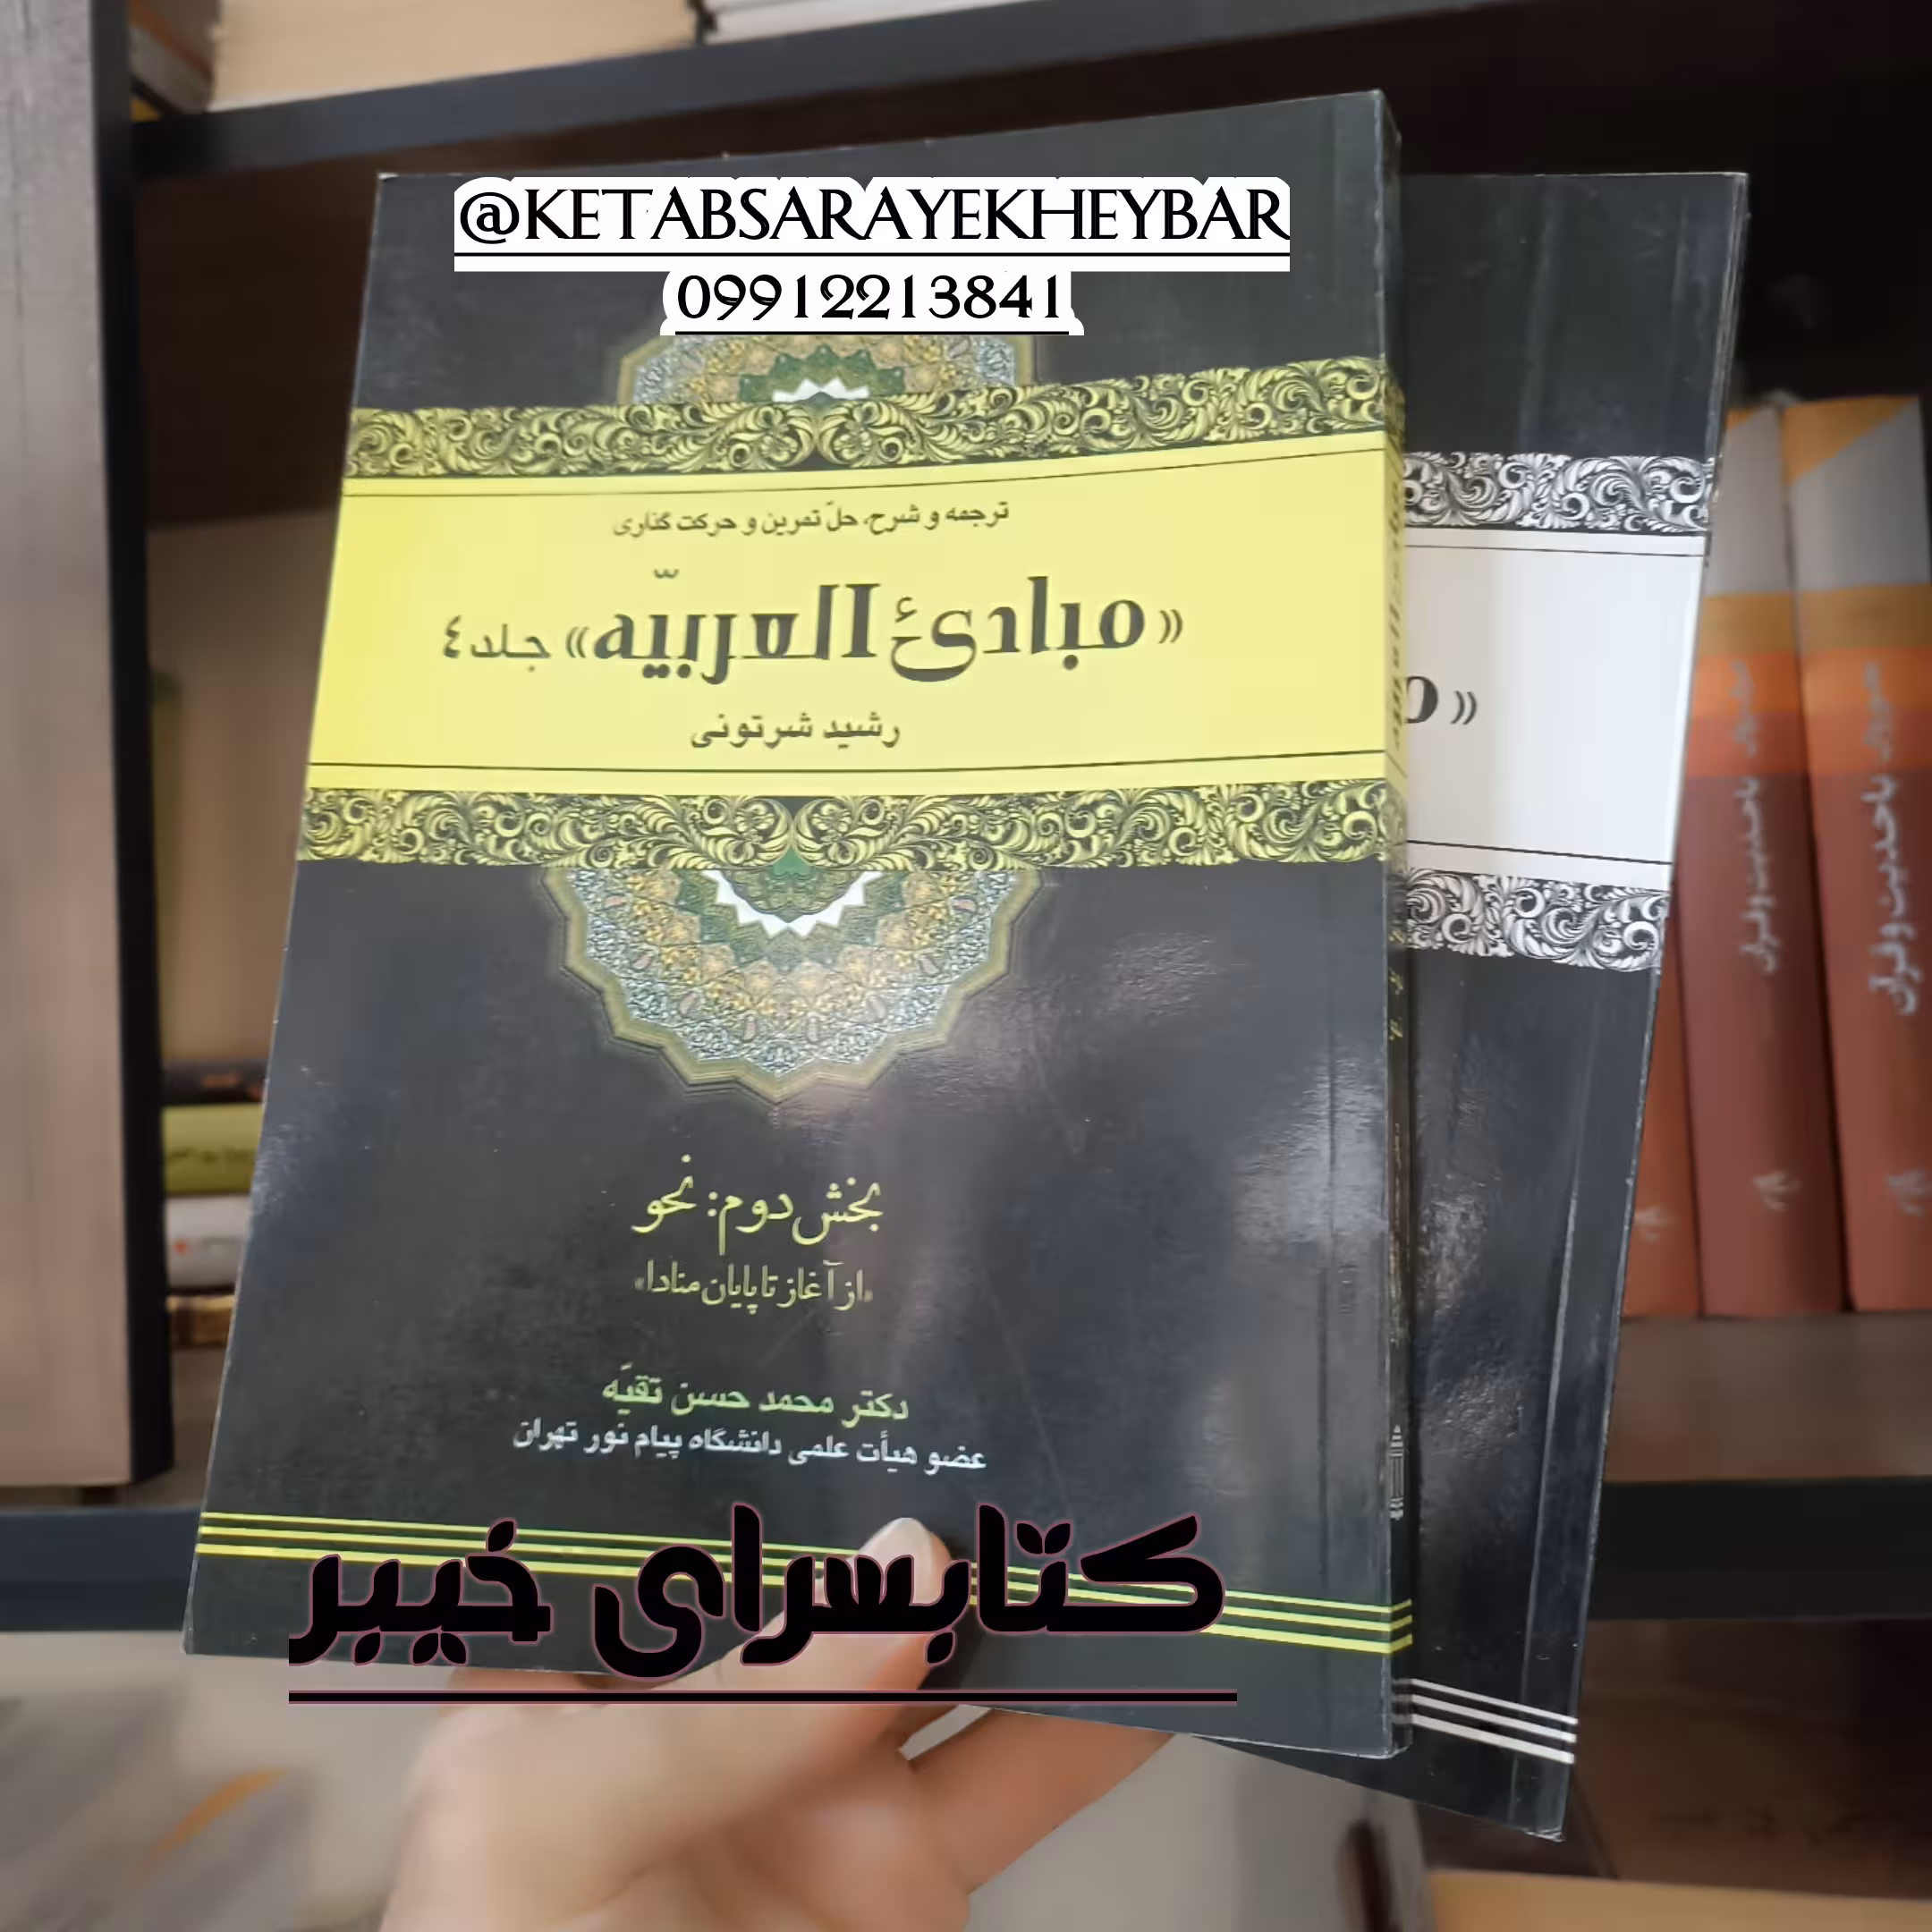 @KETABSARAYEKHEYBAR
09912213841
ترجمه و شرح، حلّ تمرین و حرکت گذاری
«مبادئ العربیّه» جلد ٤
رشید شرتونی
بخش دوم: نحو
«از آغاز تا پایان منادا»
دکتر محمد حسن تقیّه
عضو هیأت علمی دانشگاه پیام نور تهران
کتابسرای خیبر